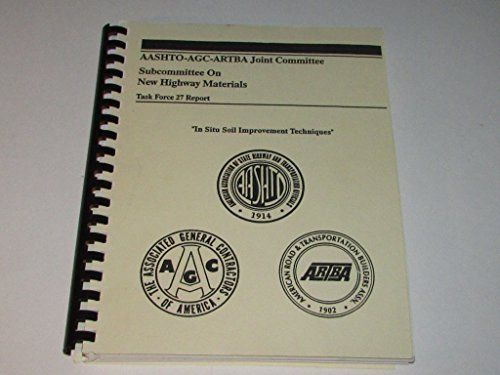 AASHTO-AGC-ARTBA Joint Committee
Subcommittee On
New Highway Materials
Task Force 27 Report
"In Situ Soil Improvement Techniques"
AMERICAN ASSOCIATION OF STATE HIGHWAY AND TRANSPORTATION OFFICIALS
AASHTO
• 1914 •
THE ASSOCIATED GENERAL CONTRACTORS
AGC
• OF AMERICA •
AMERICAN ROAD & TRANSPORTATION BUILDERS ASSN.
ARTBA
• 1902 •